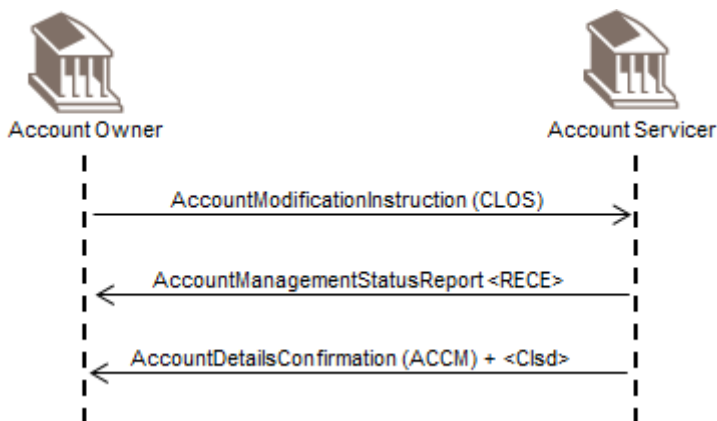 Account Owner
Account Servicer
AccountModificationInstruction (CLOS)
AccountManagementStatusReport <RECE>
AccountDetailsConfirmation (ACCM) + <Clsd>